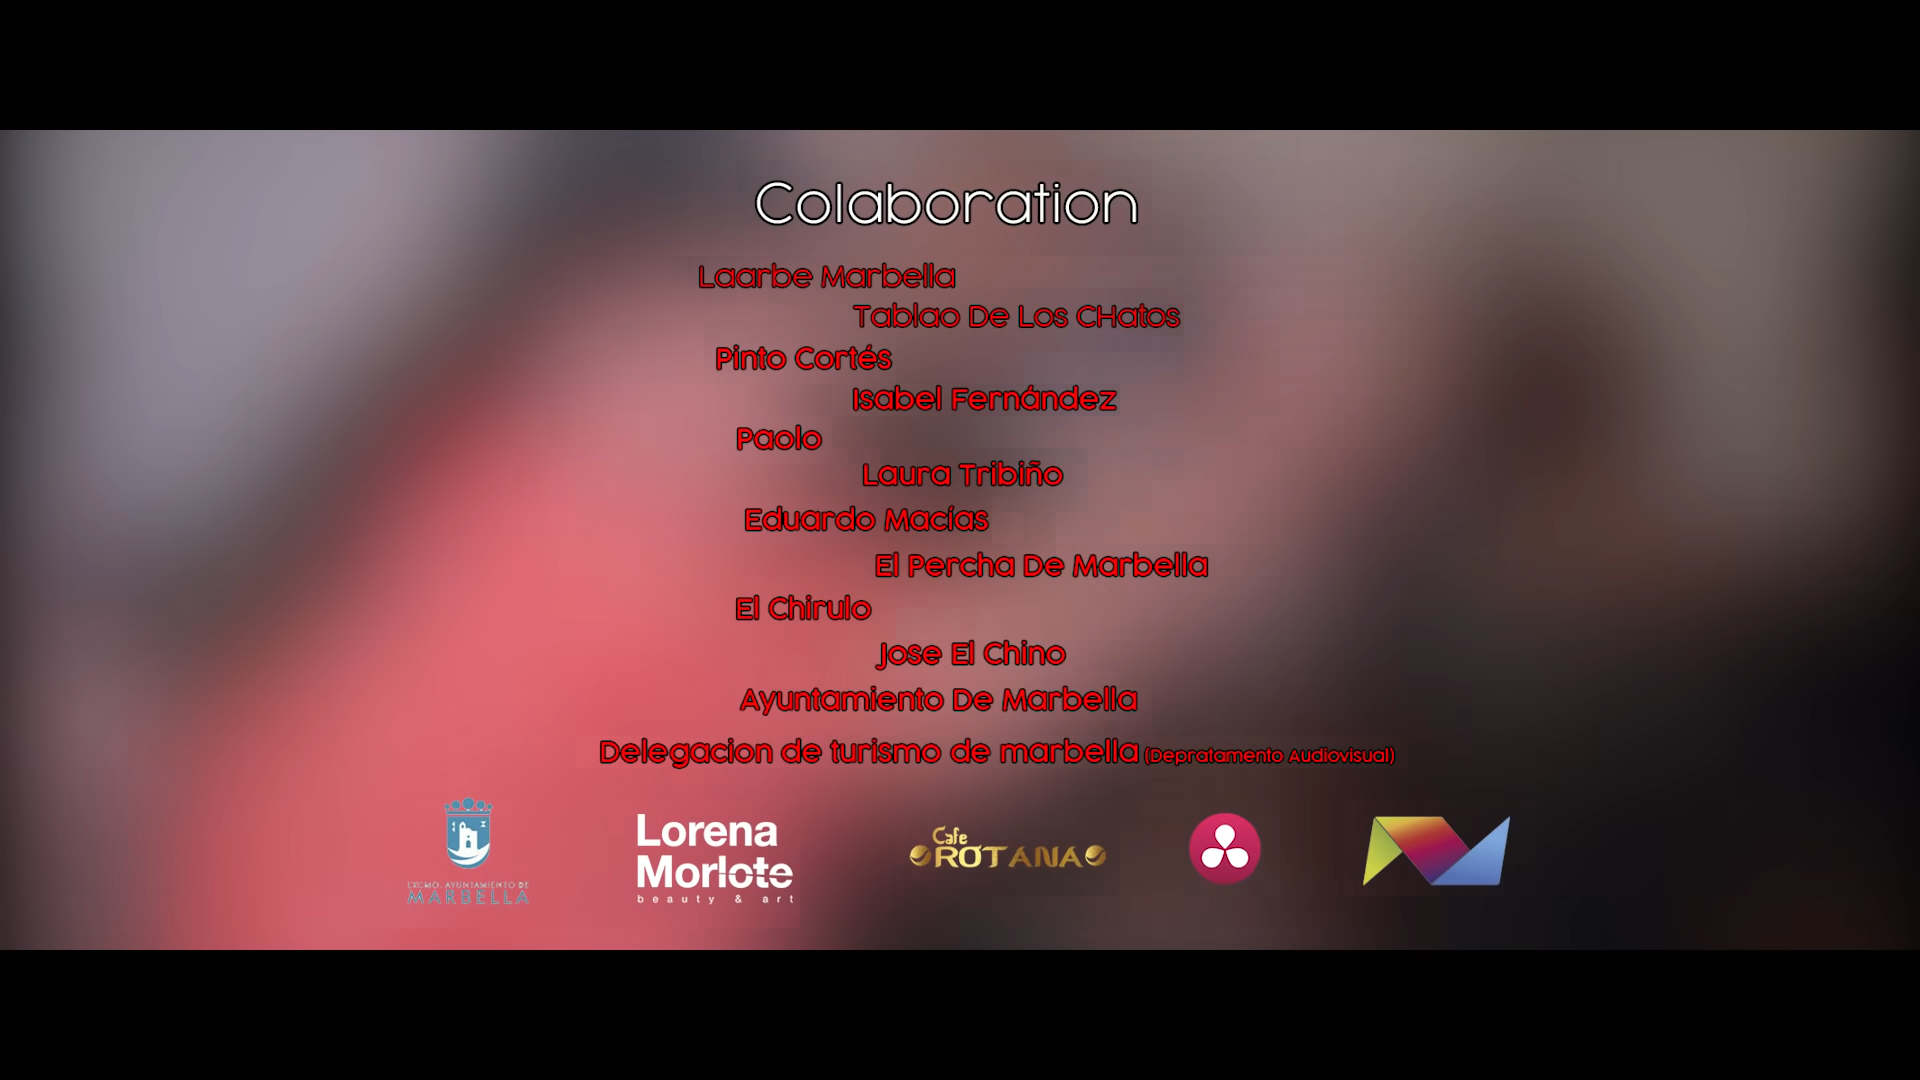 Colaboration
Laarbe Marbella
Tablao De Los CHatos
Pinto Cortés
Isabel Fernández
Paolo
Laura Tribiño
Eduardo Macías
El Percha De Marbella
El Chirulo
Jose El Chino
Ayuntamiento De Marbella
Delegacion de turismo de marbella (Depratamento Audiovisual)
EXCMO. AYUNTAMIENTO DE
MARBELLA
Lorena
Morlote
beauty & art
Cafe
ROTANA